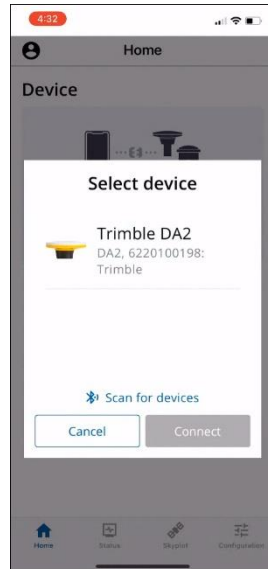 4:32
Home
Device
Select device
Trimble DA2
DA2, 6220100198:
Trimble
Scan for devices
Cancel
Connect
Home
Status
Skyplot
Configuration